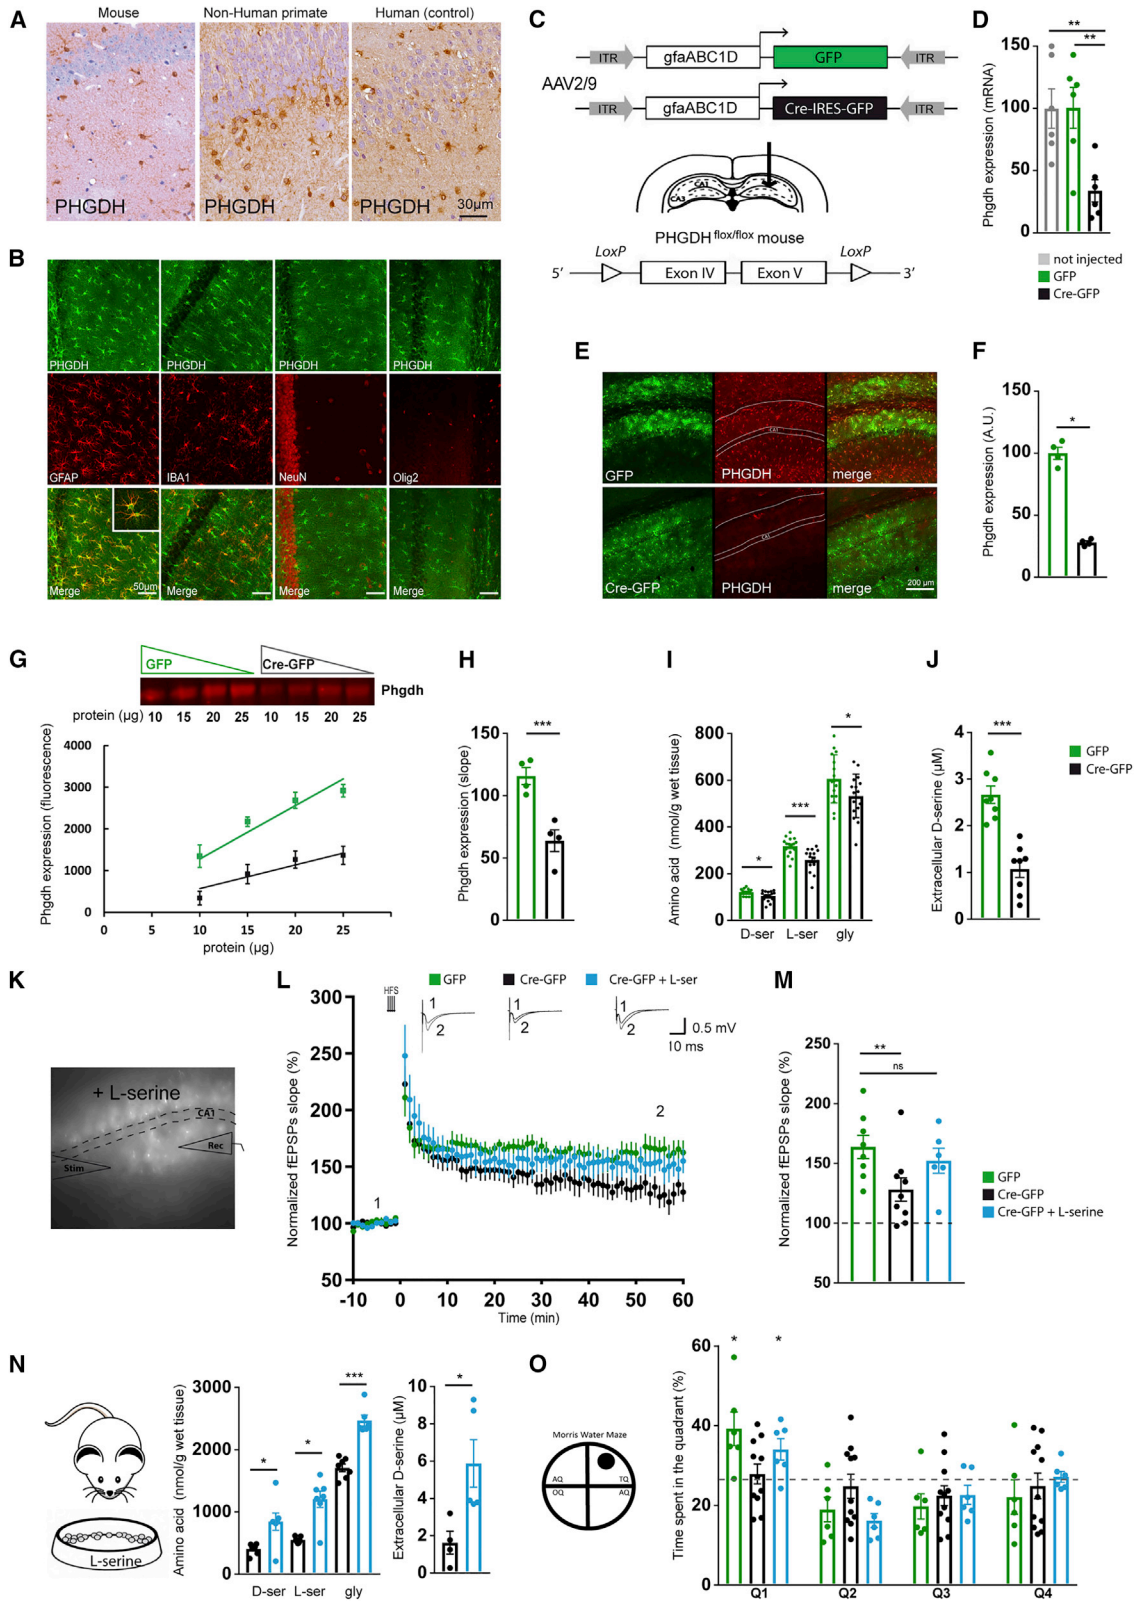 A
Mouse
Non-Human primate
Human (control)
PHGDH
PHGDH
PHGDH
30µm
B
PHGDH
PHGDH
PHGDH
PHGDH
GFAP
IBA1
NeuN
Olig2
Merge
50µm
Merge
Merge
Merge
C
ITR
gfaABC1D
GFP
ITR
AAV2/9
ITR
gfaABC1D
Cre-IRES-GFP
ITR
CA1
CA3
PHGDH flox/flox mouse
LoxP
LoxP
5'
Exon IV
Exon V
3'
D
**
**
Phgdh expression (mRNA)
150
100
50
0
not injected
GFP
Cre-GFP
E
CA1
GFP
PHGDH
merge
CA1
Cre-GFP
PHGDH
merge
200 µm
F
Phgdh expression (A.U.)
150
100
50
0
*
G
GFP
Cre-GFP
Phgdh
protein (µg) 10 15 20 25 10 15 20 25
Phgdh expression (fluorescence)
4000
3000
2000
1000
0
0 5 10 15 20 25
protein (µg)
H
Phgdh expression (slope)
150
100
50
0
***
I
Amino acid (nmol/g wet tissue)
800
600
400
200
0
*
***
*
D-ser L-ser gly
J
Extracellular D-serine (µM)
4
3
2
1
0
***
GFP
Cre-GFP
K
+ L-serine
CA1
Rec
Stim
L
GFP
Cre-GFP
Cre-GFP + L-ser
HFS
1
2
1
2
1
2
0.5 mV
10 ms
Normalized fEPSPs slope (%)
300
250
200
150
100
50
1
2
-10 0 10 20 30 40 50 60
Time (min)
M
Normalized fEPSPs slope (%)
250
200
150
100
50
**
ns
GFP
Cre-GFP
Cre-GFP + L-serine
N
L-serine
Amino acid (nmol/g wet tissue)
3000
2000
1000
0
*
*
***
D-ser L-ser gly
Extracellular D-serine (µM)
10
8
6
4
2
0
*
O
Morris Water Maze
AQ TQ
OQ AQ
Time spent in the quadrant (%)
60
40
20
0
* *
Q1 Q2 Q3 Q4